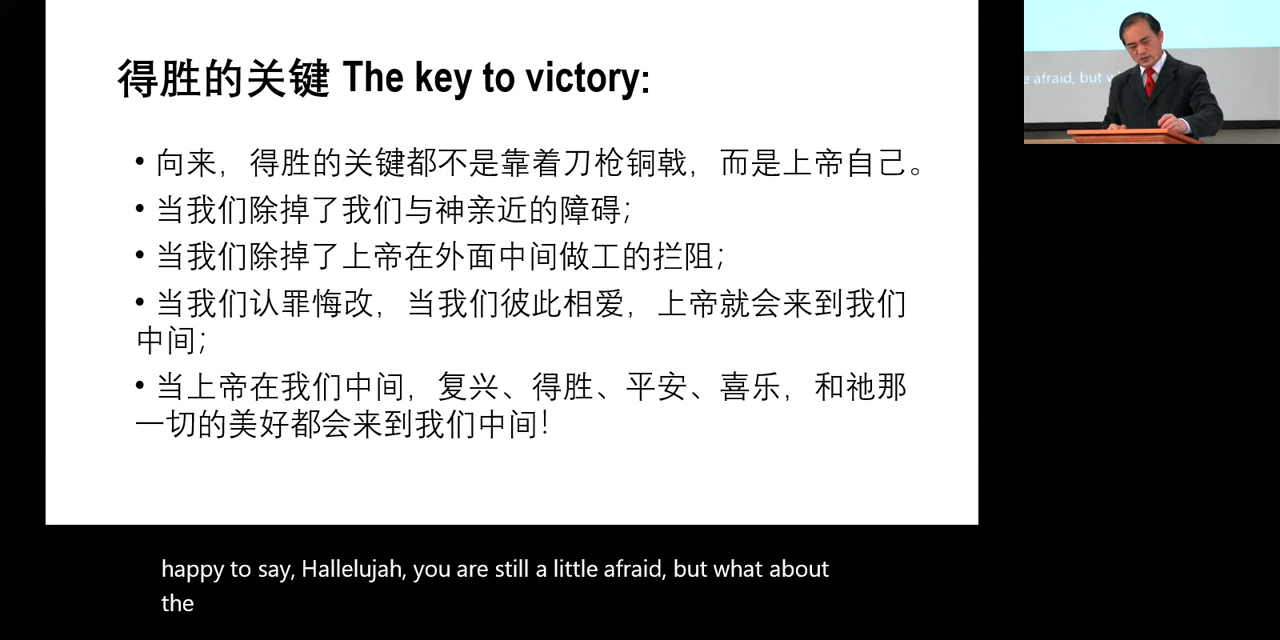 得胜的关键 The key to victory:
• 向来，得胜的关键都不是靠着刀枪铜戟，而是上帝自己。
• 当我们除掉了我们与神亲近的障碍；
• 当我们除掉了上帝在外面中间做工的拦阻；
• 当我们认罪悔改，当我们彼此相爱，上帝就会来到我们
中间；
• 当上帝在我们中间，复兴、得胜、平安、喜乐，和祂那
一切的美好都会来到我们中间！
e afraid, but w
happy to say, Hallelujah, you are still a little afraid, but what about
the